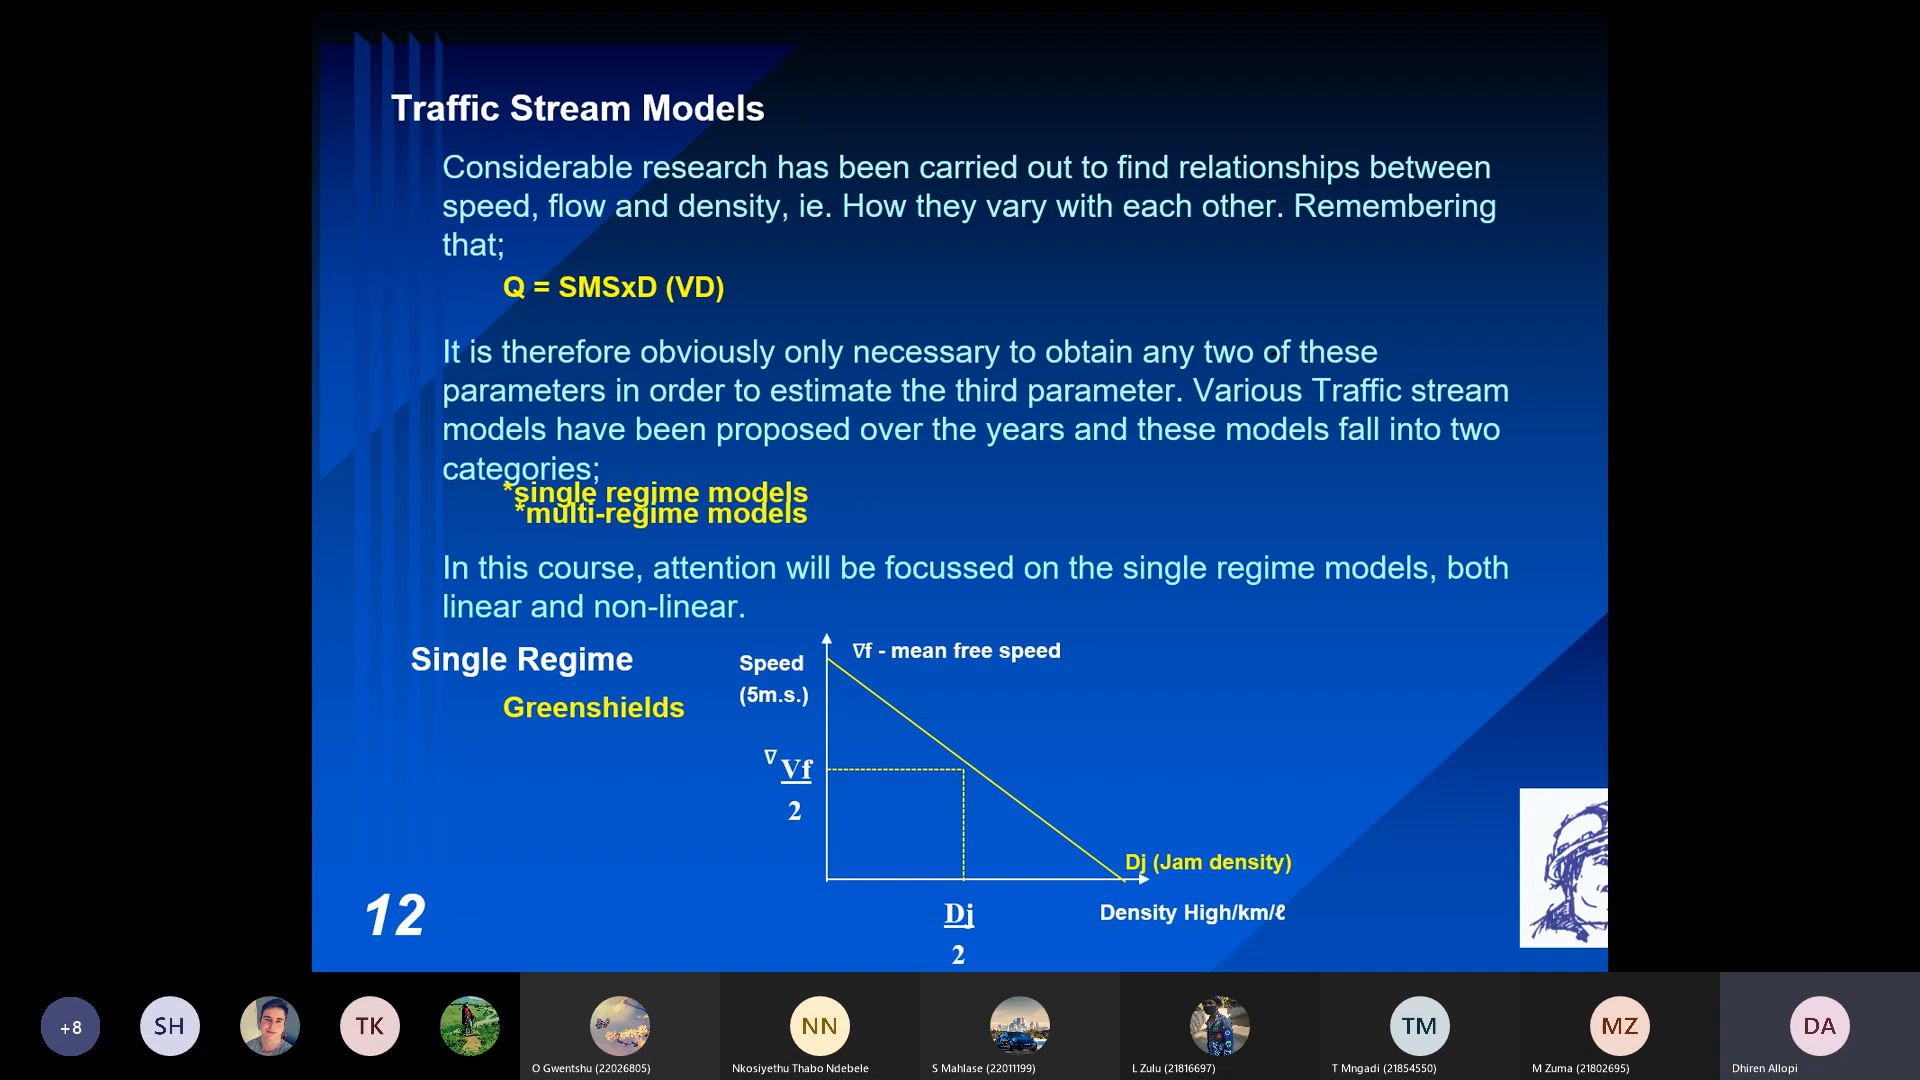 Traffic Stream Models
Considerable research has been carried out to find relationships between
speed, flow and density, ie. How they vary with each other. Remembering
that;
Q = SMSxD (VD)
It is therefore obviously only necessary to obtain any two of these
parameters in order to estimate the third parameter. Various Traffic stream
models have been proposed over the years and these models fall into two
categories;
*single regime models
*multi-regime models
In this course, attention will be focussed on the single regime models, both
linear and non-linear.
Single Regime
Greenshields
Speed
(5m.s.)
∇f - mean free speed
∇
Vf
2
Dj (Jam density)
Density High/km/ℓ
Dj
2
12
+8
SH
TK
NN
TM
MZ
DA
O Gwentshu (22026805)
Nkosiyethu Thabo Ndebele
S Mahlase (22011199)
L Zulu (21816697)
T Mngadi (21854550)
M Zuma (21802695)
Dhiren Allopi